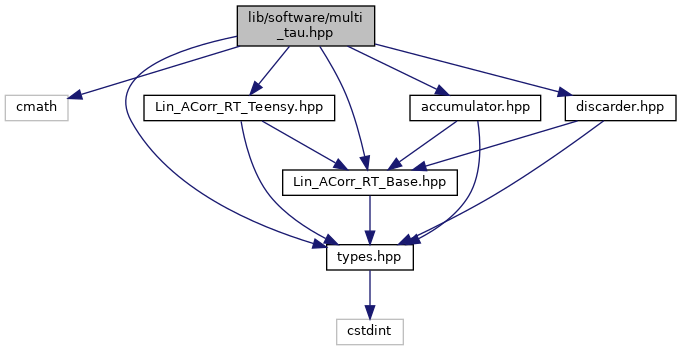 lib/software/multi
_tau.hpp
cmath
Lin_ACorr_RT_Teensy.hpp
accumulator.hpp
discarder.hpp
Lin_ACorr_RT_Base.hpp
types.hpp
cstdint